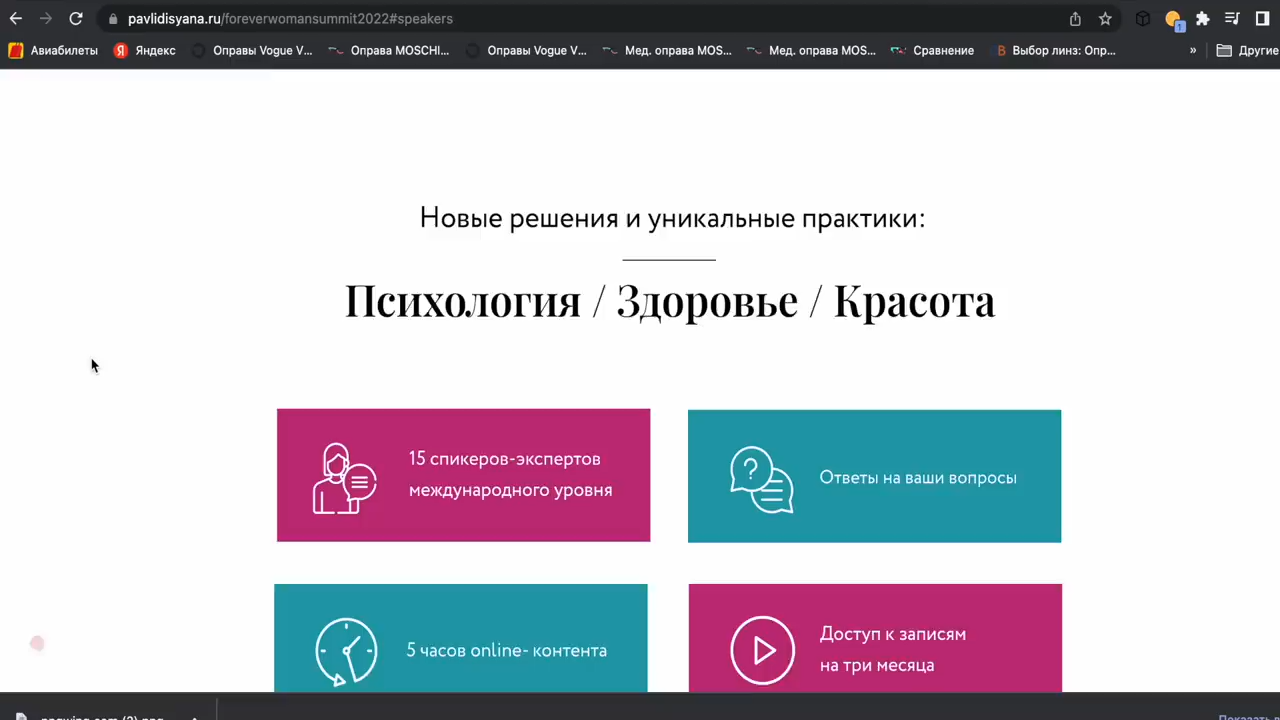 pavlidisyana.ru/foreverwomansummit2022#speakers
1
Авиабилеты
Яндекс
Оправы Vogue V...
Оправа MOSCHI...
Оправы Vogue V...
Мед. оправа MOS...
Мед. оправа MOS...
Сравнение
Выбор линз: Опр...
»
Другие
Новые решения и уникальные практики:
Психология / Здоровье / Красота
15 спикеров-экспертов
международного уровня
Ответы на ваши вопросы
5 часов online- контента
Доступ к записям
на три месяца